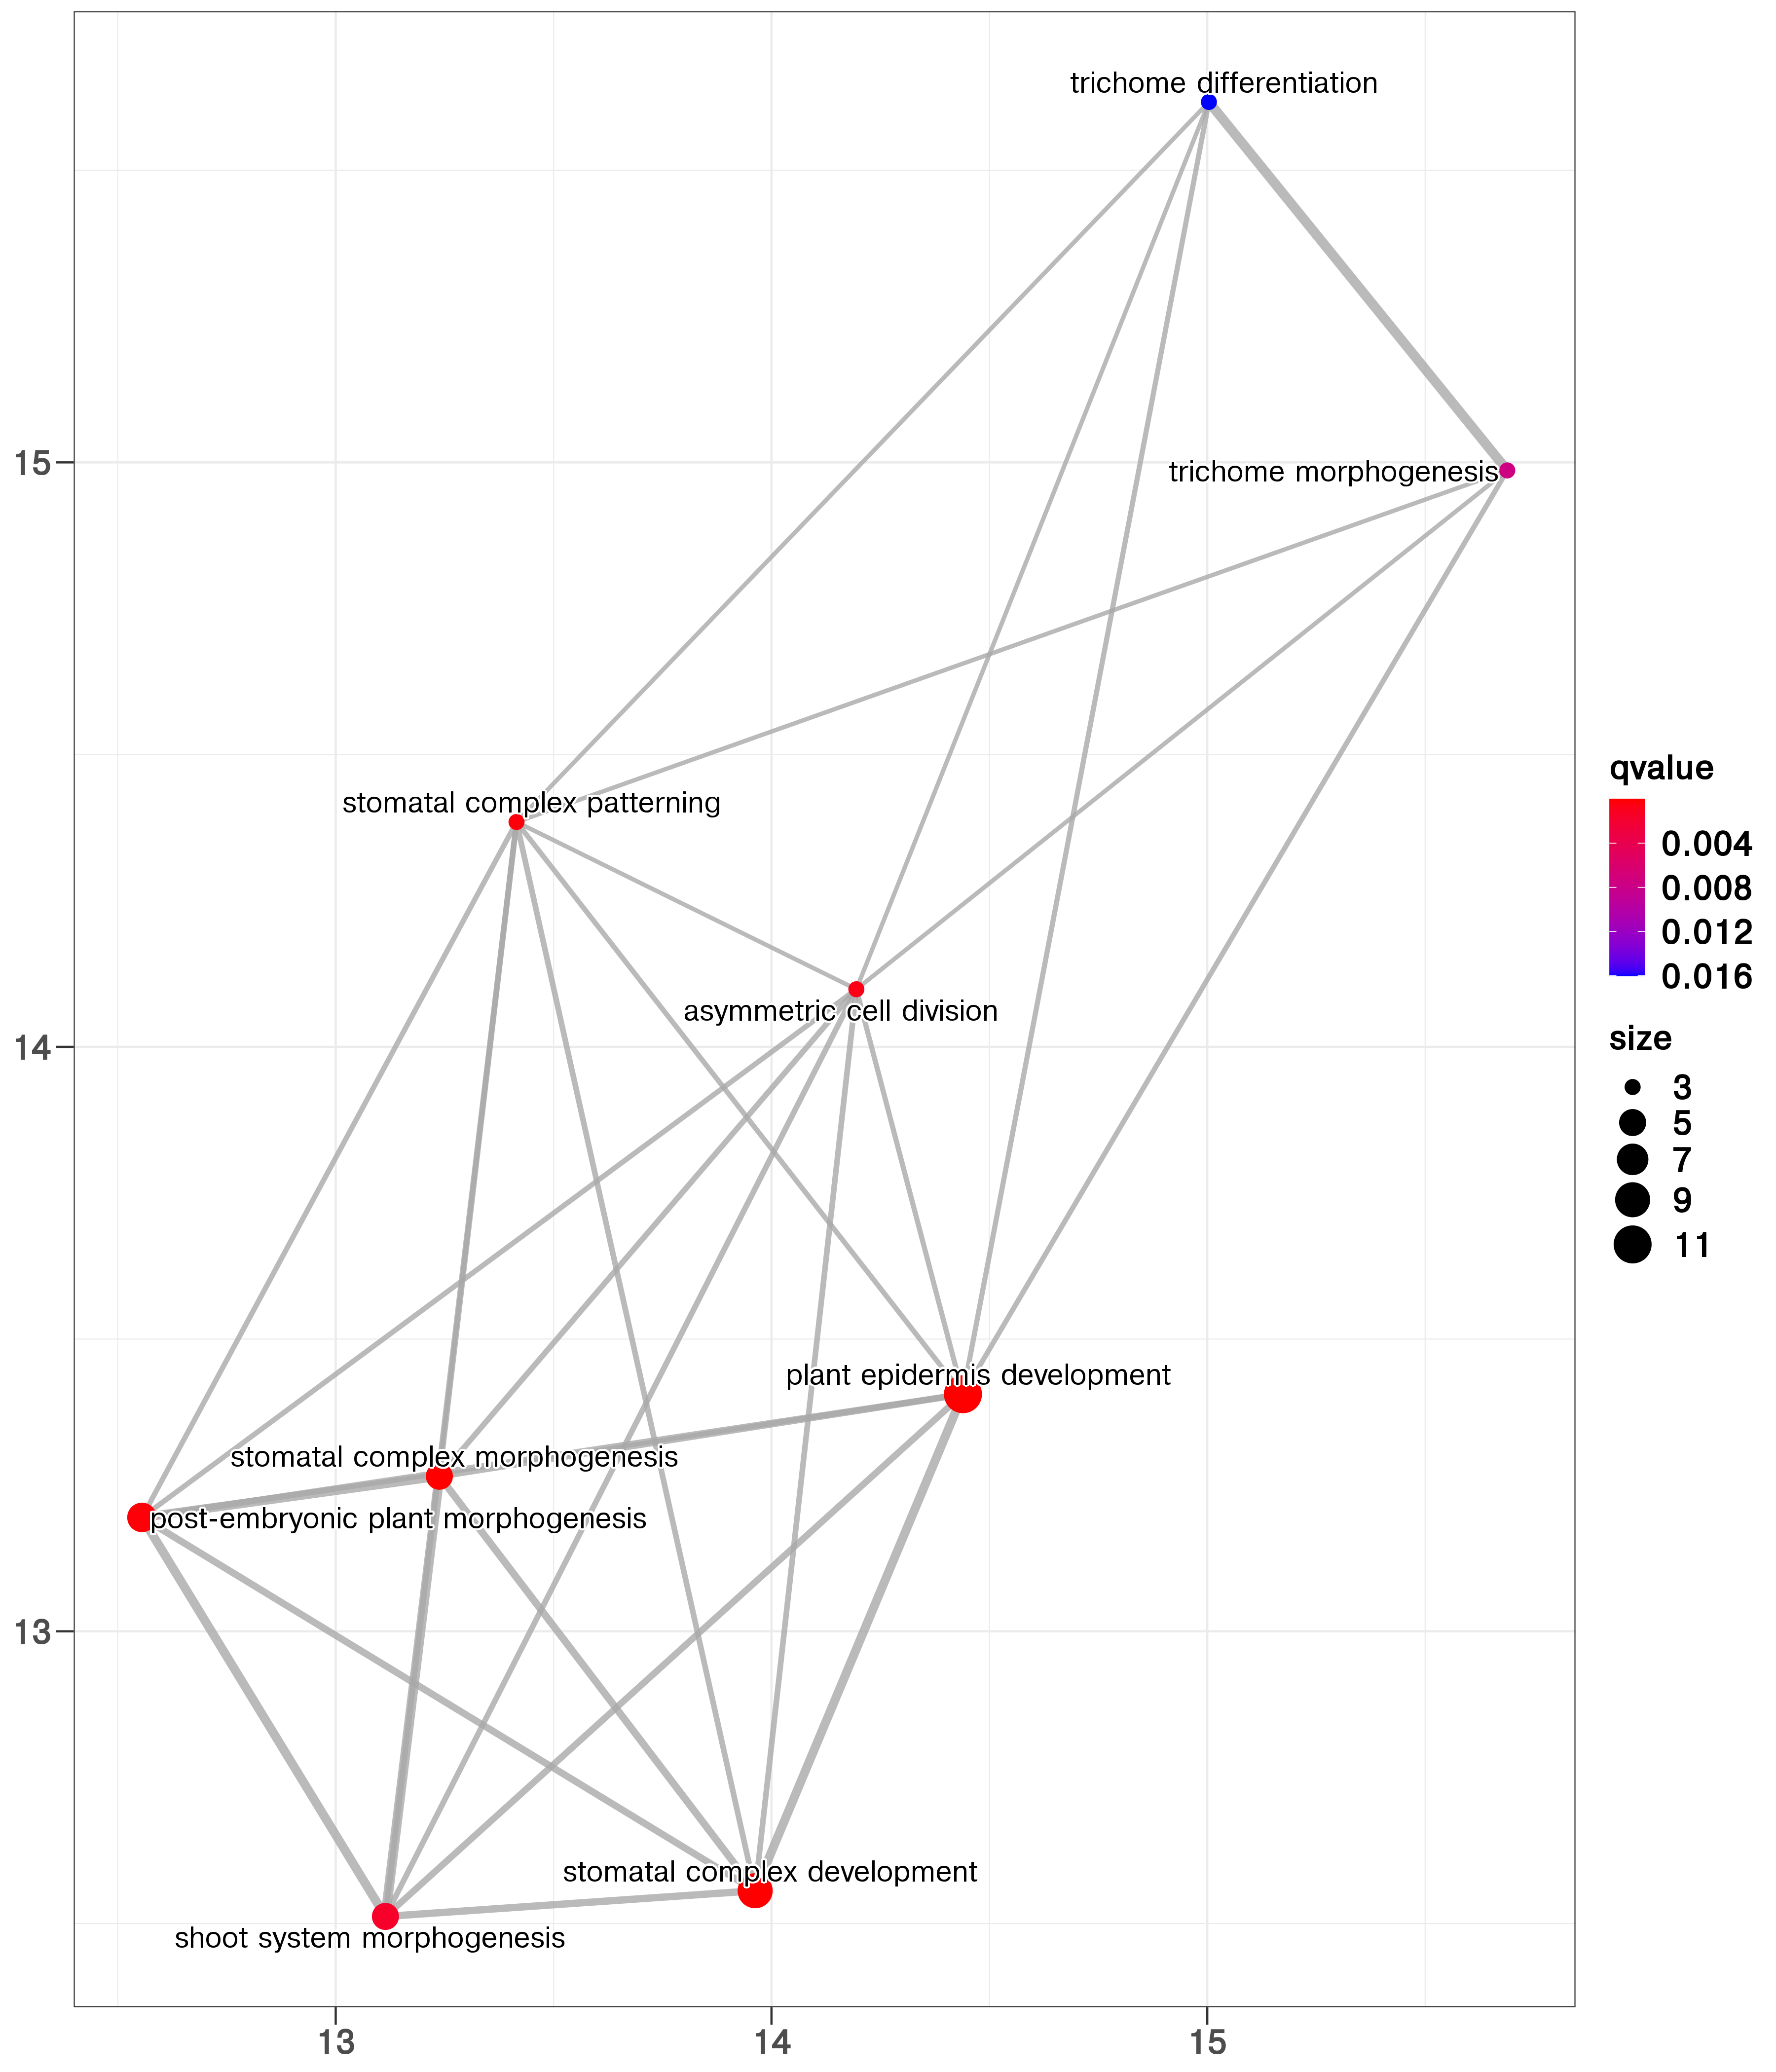 trichome differentiation
15
trichome morphogenesis
stomatal complex patterning
14
asymmetric cell division
plant epidermis development
stomatal complex morphogenesis
post-embryonic plant morphogenesis
13
stomatal complex development
shoot system morphogenesis
13
14
15
qvalue
0.004
0.008
0.012
0.016
size
3
5
7
9
11